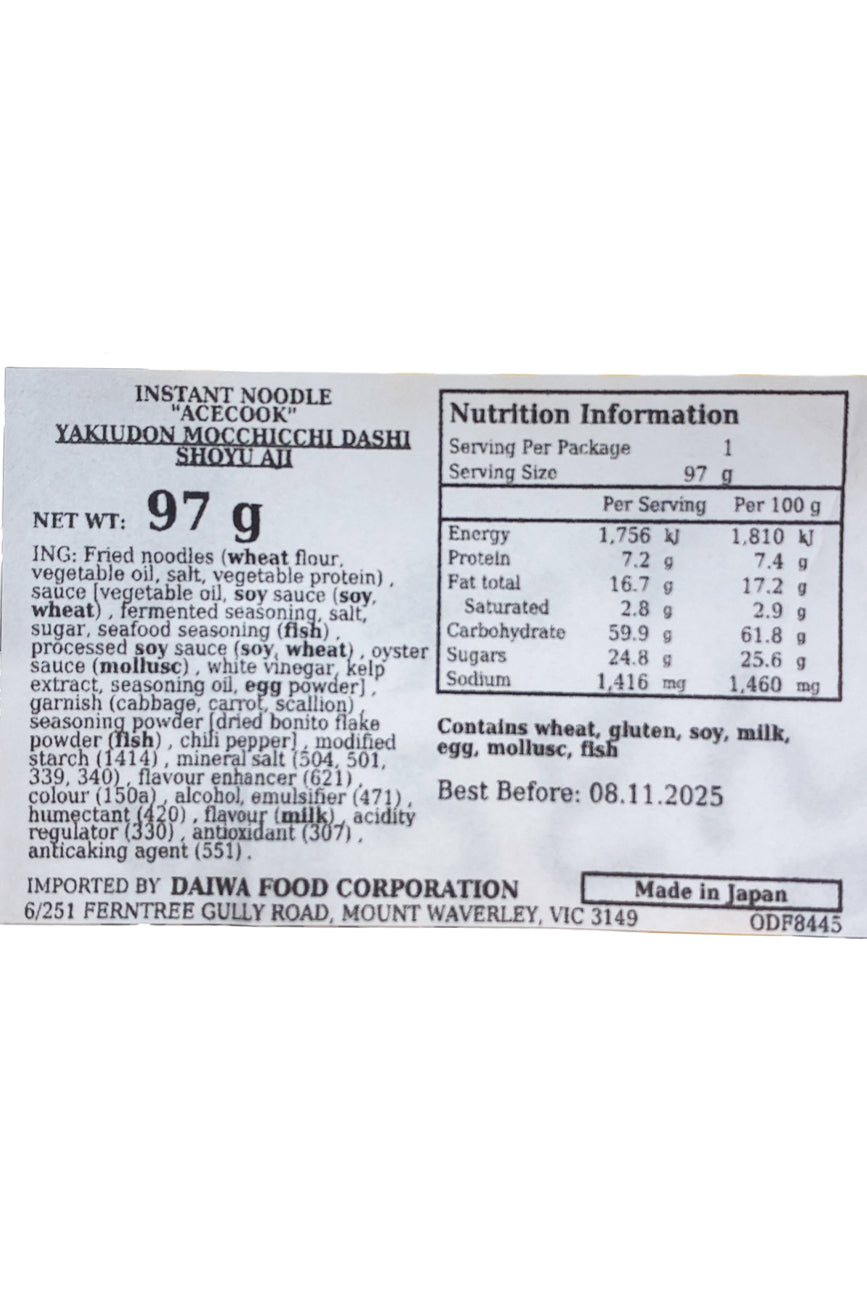 INSTANT NOODLE
"ACECOOK"
YAKIUDON MOCCHICCHI DASHI
SHOYU AJI
NET WT: 97 g
ING: Fried noodles (wheat flour,
vegetable oil, salt, vegetable protein) ,
sauce [vegetable oil, soy sauce (soy,
wheat) , fermented seasoning, salt,
sugar, seafood seasoning (fish) ,
processed soy sauce (soy, wheat) , oyster
sauce (mollusc) , white vinegar, kelp
extract, seasoning oil, egg powder] ,
garnish (cabbage, carrot, scallion) ,
seasoning powder [dried bonito flake
powder (fish) , chili pepper] , modified
starch (1414) , mineral salt (504, 501,
339, 340) , flavour enhancer (621) ,
colour (150a) , alcohol, emulsifier (471) ,
humectant (420) , flavour (milk) , acidity
regulator (330) , antioxidant (307) ,
anticaking agent (551) .
Nutrition Information
Serving Per Package 1
Serving Size 97 g
Per Serving Per 100 g
Energy 1,756 kJ 1,810 kJ
Protein 7.2 g 7.4 g
Fat total 16.7 g 17.2 g
Saturated 2.8 g 2.9 g
Carbohydrate 59.9 g 61.8 g
Sugars 24.8 g 25.6 g
Sodium 1,416 mg 1,460 mg
Contains wheat, gluten, soy, milk,
egg, mollusc, fish
Best Before: 08.11.2025
IMPORTED BY DAIWA FOOD CORPORATION
6/251 FERNTREE GULLY ROAD, MOUNT WAVERLEY, VIC 3149
Made in Japan
ODF8445